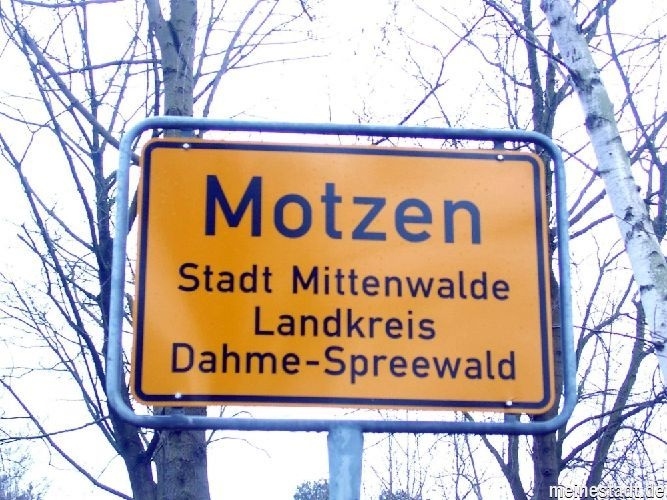 Motzen
Stadt Mittenwalde
Landkreis
Dahme-Spreewald
meinestadt.de